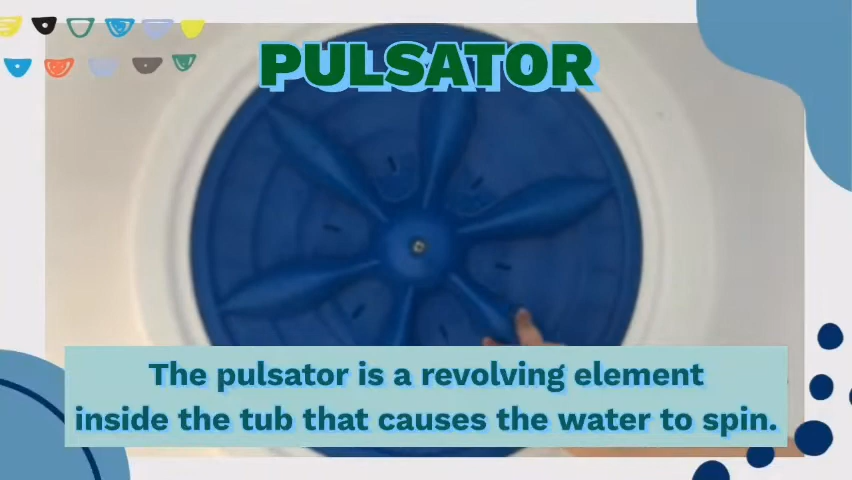 PULSATOR
The pulsator is a revolving element
inside the tub that causes the water to spin.